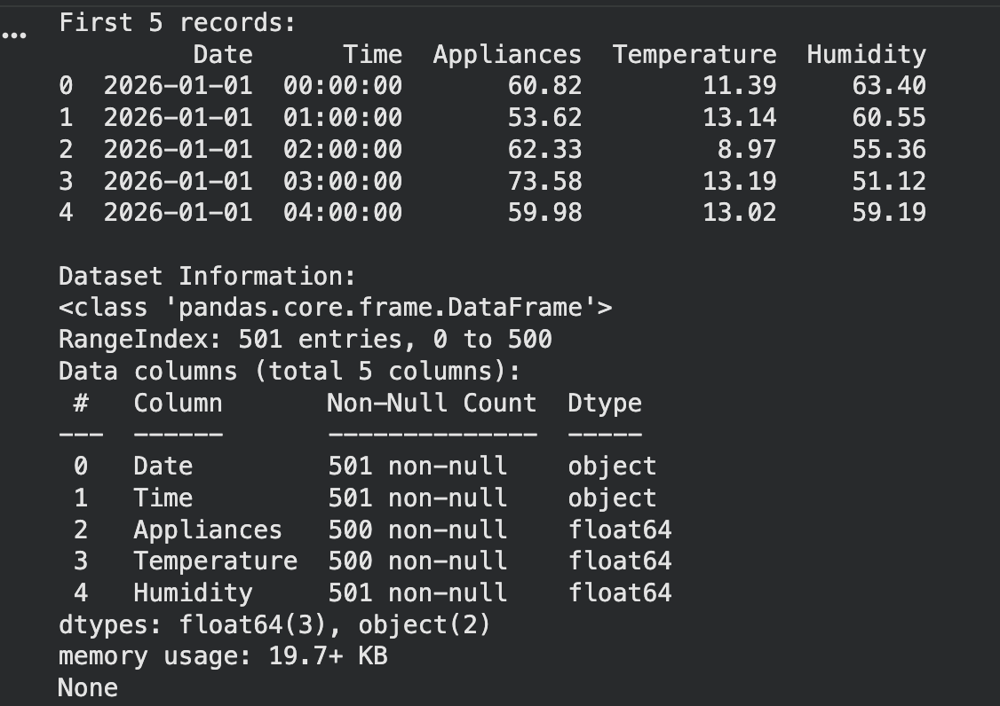 ...
First 5 records:
         Date      Time  Appliances  Temperature  Humidity
0  2026-01-01  00:00:00       60.82        11.39     63.40
1  2026-01-01  01:00:00       53.62        13.14     60.55
2  2026-01-01  02:00:00       62.33         8.97     55.36
3  2026-01-01  03:00:00       73.58        13.19     51.12
4  2026-01-01  04:00:00       59.98        13.02     59.19

Dataset Information:
<class 'pandas.core.frame.DataFrame'>
RangeIndex: 501 entries, 0 to 500
Data columns (total 5 columns):
 #   Column       Non-Null Count  Dtype  
---  ------       --------------  -----  
 0   Date         501 non-null    object 
 1   Time         501 non-null    object 
 2   Appliances   500 non-null    float64
 3   Temperature  500 non-null    float64
 4   Humidity     501 non-null    float64
dtypes: float64(3), object(2)
memory usage: 19.7+ KB
None